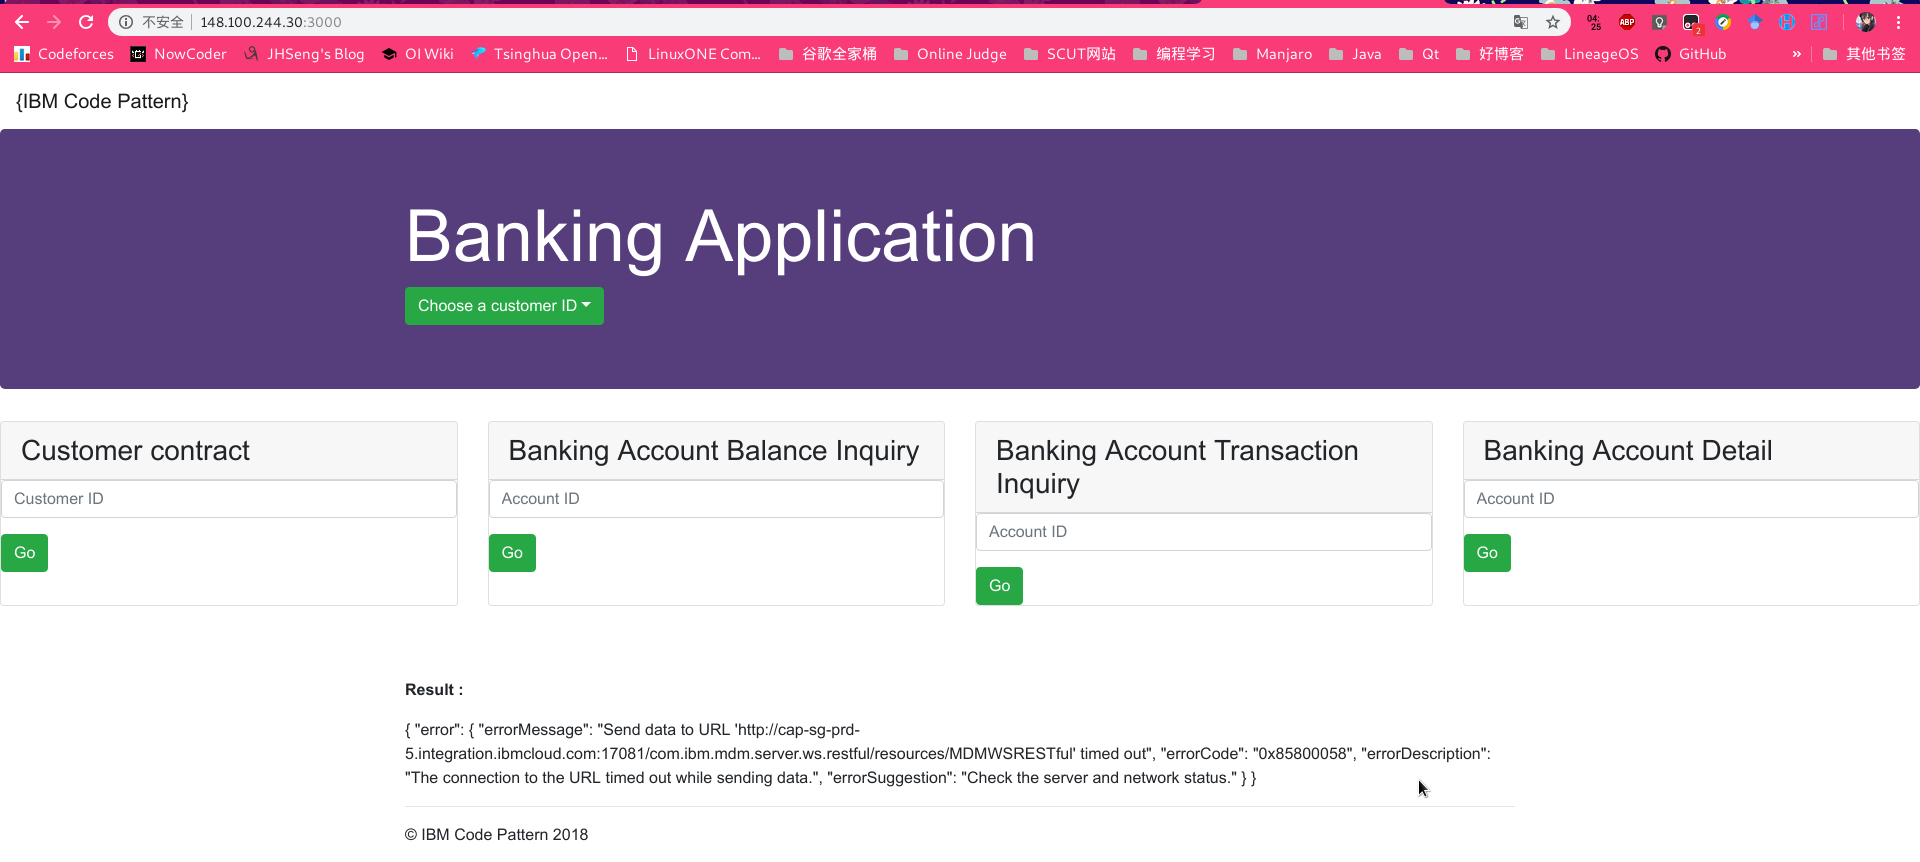 不安全 148.100.244.30:3000
04:
25
ABP
2
Codeforces NowCoder JHSeng's Blog OI Wiki Tsinghua Open... LinuxONE Com... 谷歌全家桶 Online Judge SCUT网站 编程学习 Manjaro Java Qt 好博客 LineageOS GitHub » 其他书签
{IBM Code Pattern}
Banking Application
Choose a customer ID
Customer contract
Customer ID
Go
Banking Account Balance Inquiry
Account ID
Go
Banking Account Transaction
Inquiry
Account ID
Go
Banking Account Detail
Account ID
Go
Result :
{ "error": { "errorMessage": "Send data to URL 'http://cap-sg-prd-
5.integration.ibmcloud.com:17081/com.ibm.mdm.server.ws.restful/resources/MDMWSRESTful' timed out", "errorCode": "0x85800058", "errorDescription":
"The connection to the URL timed out while sending data.", "errorSuggestion": "Check the server and network status." } }
© IBM Code Pattern 2018